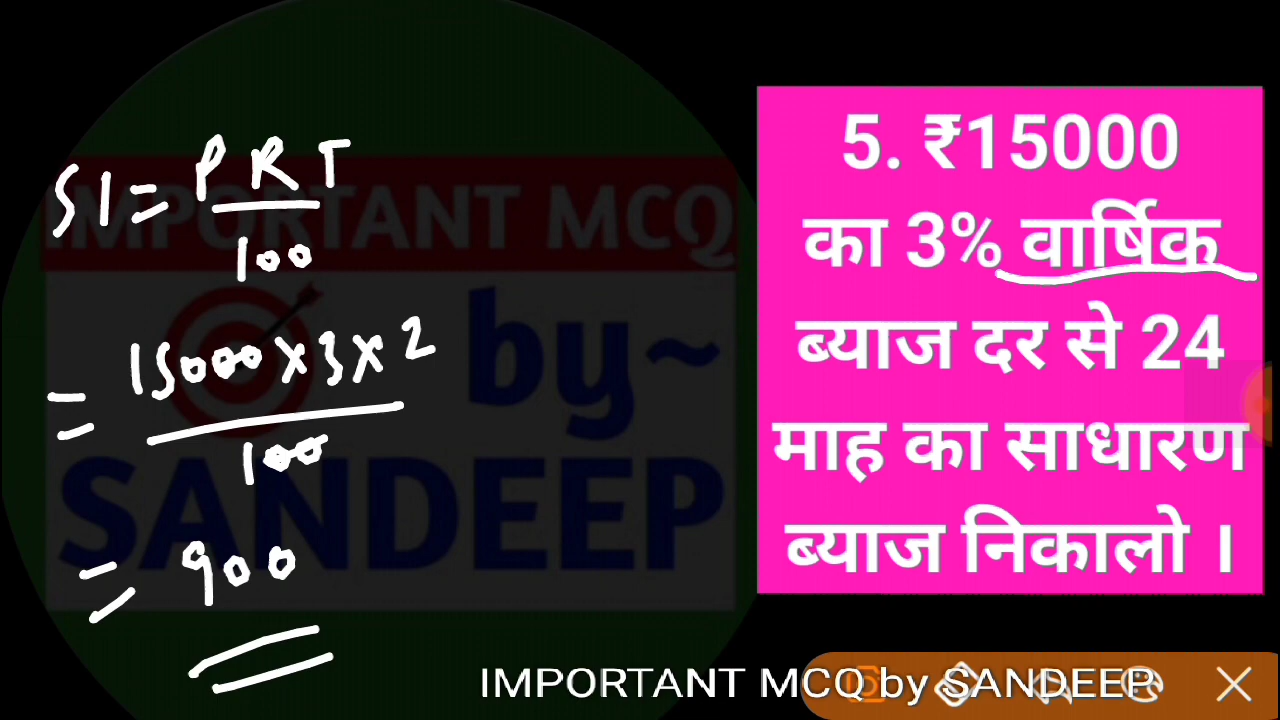 SI = P R T
100
= 15000 x 3 x 2
100
= 900
IMPORTANT MCQ
by~
SANDEEP
5. ₹15000
का 3% वार्षिक
ब्याज दर से 24
माह का साधारण
ब्याज निकालो ।
IMPORTANT MCQ by SANDEEP